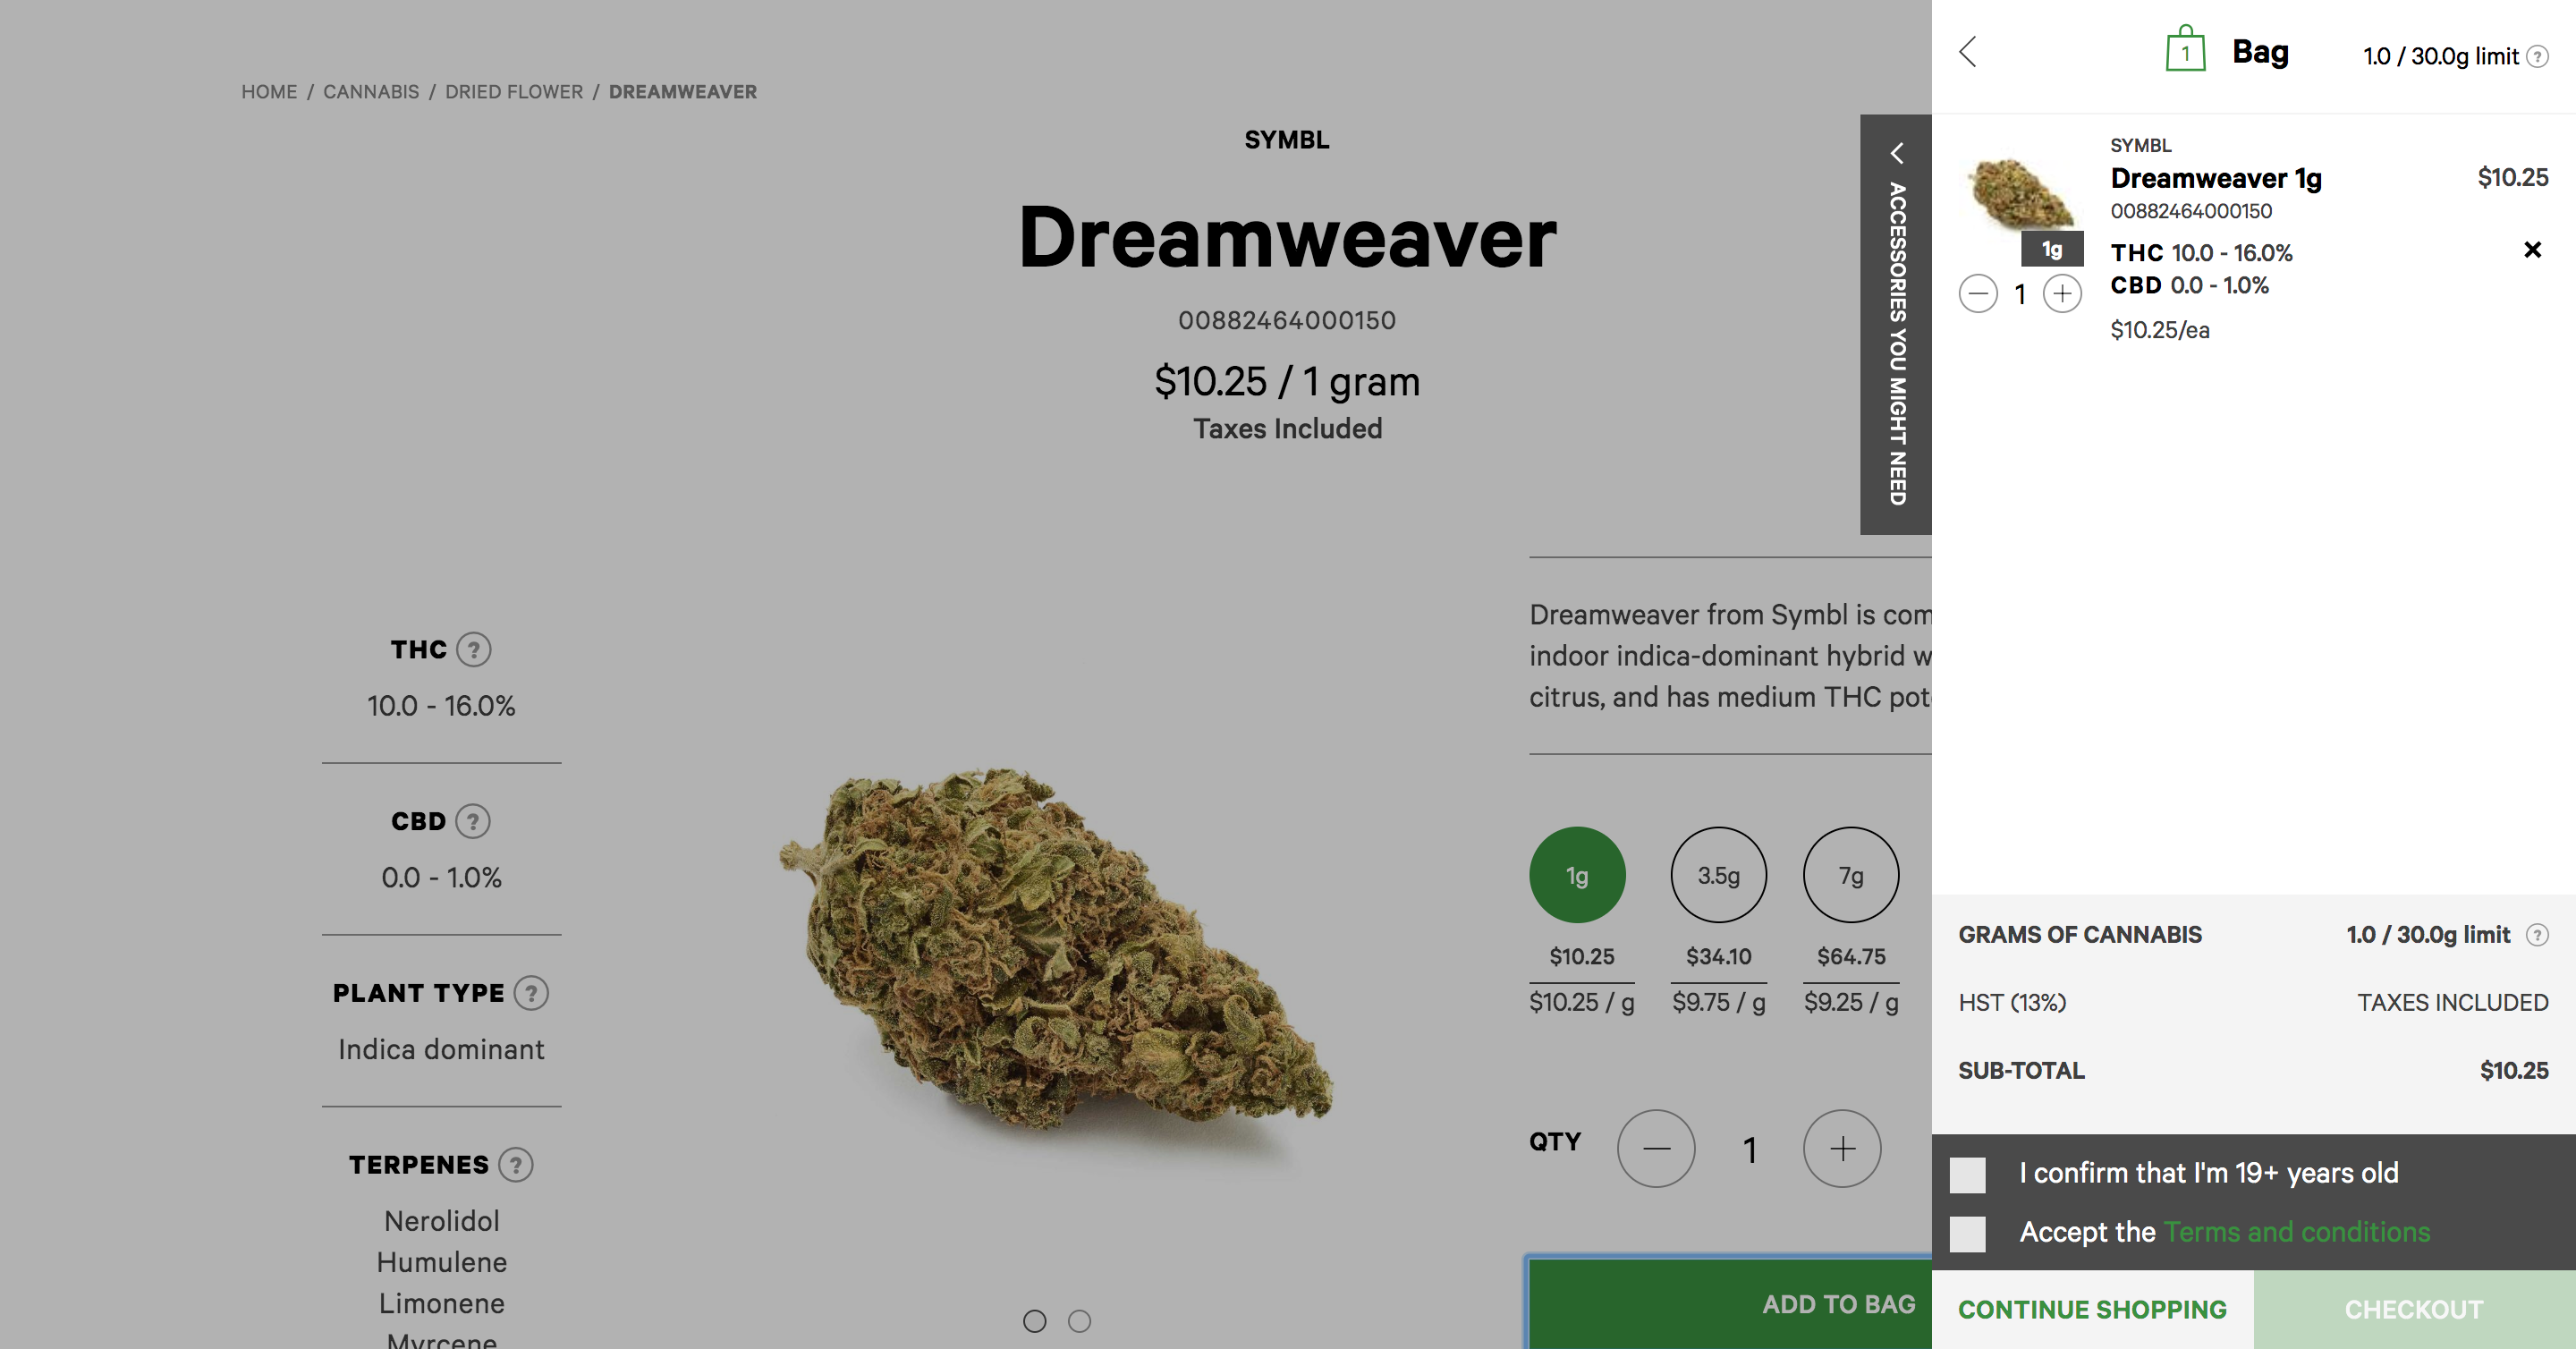 HOME / CANNABIS / DRIED FLOWER / DREAMWEAVER
SYMBL
Dreamweaver
00882464000150
$10.25 / 1 gram
Taxes Included
THC ?
10.0 - 16.0%
CBD ?
0.0 - 1.0%
PLANT TYPE ?
Indica dominant
TERPENES ?
Nerolidol
Humulene
Limonene
Myrcene
Dreamweaver from Symbl is
indoor indica-dominant hybrid
citrus, and has medium THC
1g 3.5g 7g
$10.25 $34.10 $64.75
$10.25 / g $9.75 / g $9.25 / g
QTY 1
ADD TO BAG
ACCESSORIES YOU MIGHT NEED
1 Bag 1.0 / 30.0g limit ?
SYMBL
Dreamweaver 1g $10.25
00882464000150
1g
THC 10.0 - 16.0%
CBD 0.0 - 1.0%
1
$10.25/ea
GRAMS OF CANNABIS 1.0 / 30.0g limit ?
HST (13%) TAXES INCLUDED
SUB-TOTAL $10.25
I confirm that I'm 19+ years old
Accept the Terms and conditions
CONTINUE SHOPPING CHECKOUT